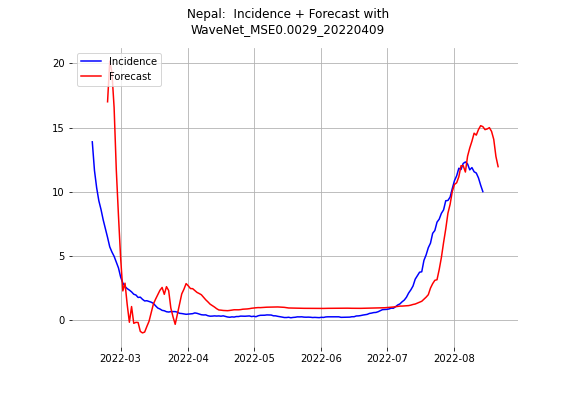 Nepal:  Incidence + Forecast with
WaveNet_MSE0.0029_20220409
Incidence
Forecast
20
15
10
5
0
2022-03
2022-04
2022-05
2022-06
2022-07
2022-08